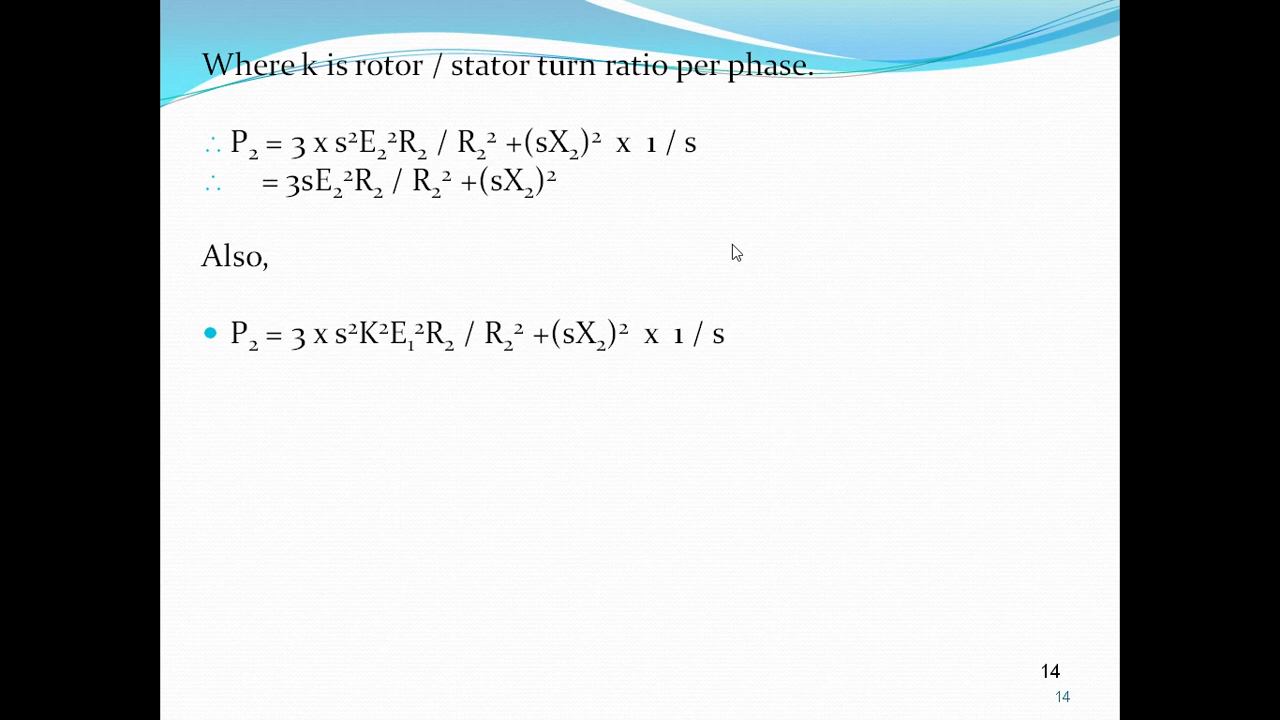 Where k is rotor / stator turn ratio per phase.
∴ P₂ = 3 x s²E₂²R₂ / R₂² +(sX₂)² x 1 / s
∴ = 3sE₂²R₂ / R₂² +(sX₂)²
Also,
• P₂ = 3 x s²K²E₁²R₂ / R₂² +(sX₂)² x 1 / s
14
14